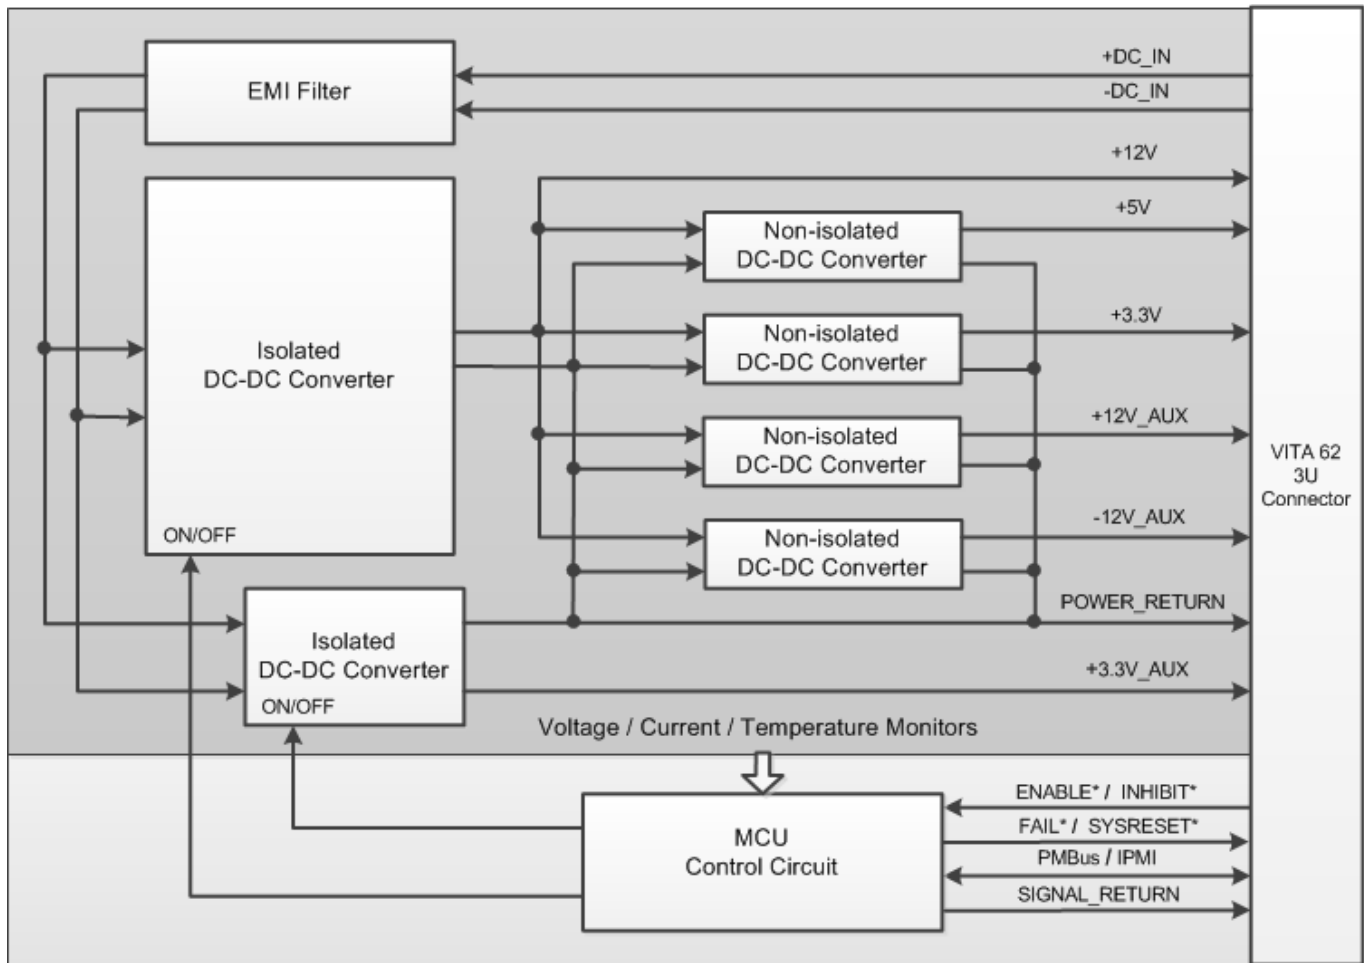 EMI Filter
+DC_IN
-DC_IN
+12V
+5V
Non-isolated
DC-DC Converter
+3.3V
Non-isolated
DC-DC Converter
Isolated
DC-DC Converter
ON/OFF
+12V_AUX
Non-isolated
DC-DC Converter
-12V_AUX
Non-isolated
DC-DC Converter
VITA 62
3U
Connector
POWER_RETURN
Isolated
DC-DC Converter
ON/OFF
+3.3V_AUX
Voltage / Current / Temperature Monitors
MCU
Control Circuit
ENABLE* / INHIBIT*
FAIL* / SYSRESET*
PMBus / IPMI
SIGNAL_RETURN